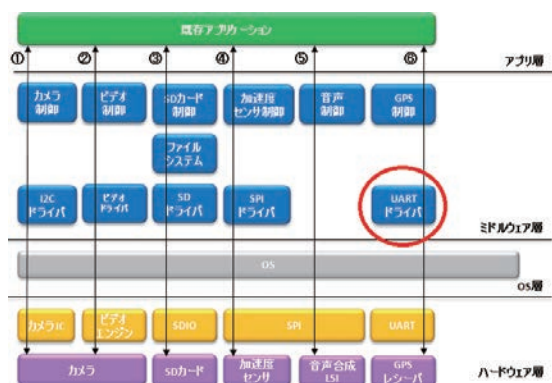 既存アプリケーション
① ② ③ ④ ⑤ ⑥
アプリ層
カメラ
制御
ビデオ
制御
SDカード
制御
加速度
センサ制御
音声
制御
GPS
制御
ファイル
システム
I2C
ドライバ
ビデオ
ドライバ
SD
ドライバ
SPI
ドライバ
UART
ドライバ
ミドルウェア層
OS
OS層
カメラIC
ビデオ
エンジン
SDIO
SPI
UART
カメラ
SDカード
加速度
センサ
音声合成
LSI
GPS
レシーバ
ハードウェア層